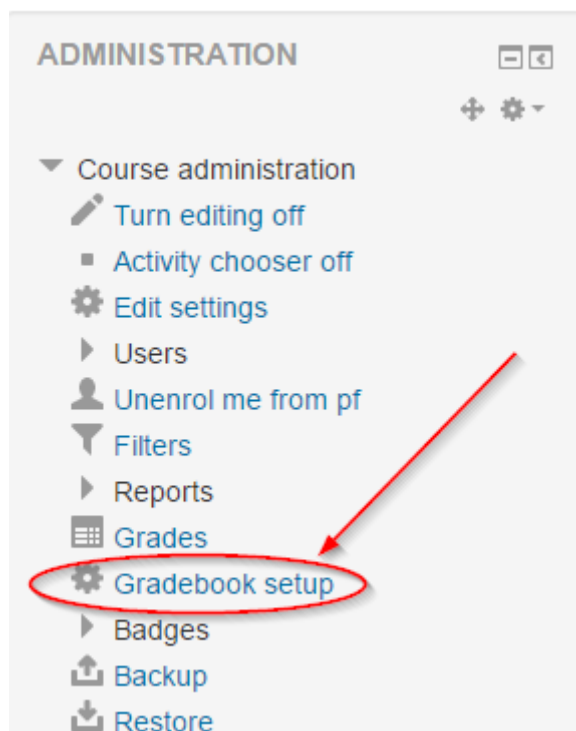 ADMINISTRATION
Course administration
Turn editing off
Activity chooser off
Edit settings
Users
Unenrol me from pf
Filters
Reports
Grades
Gradebook setup
Badges
Backup
Restore